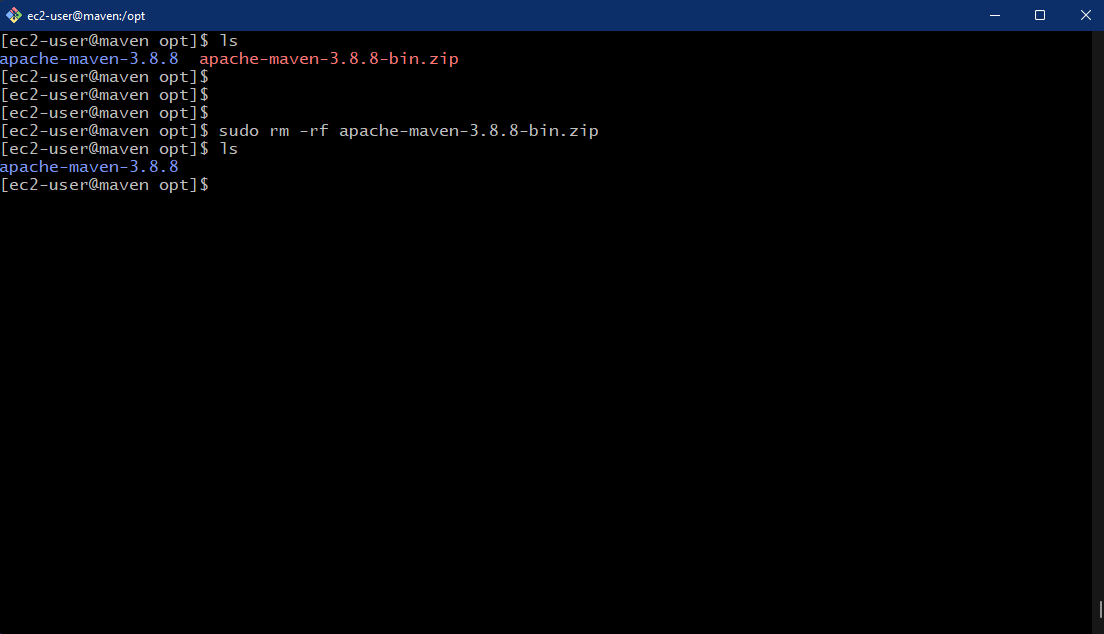 ec2-user@maven:/opt
[ec2-user@maven opt]$ ls
apache-maven-3.8.8  apache-maven-3.8.8-bin.zip
[ec2-user@maven opt]$
[ec2-user@maven opt]$
[ec2-user@maven opt]$
[ec2-user@maven opt]$ sudo rm -rf apache-maven-3.8.8-bin.zip
[ec2-user@maven opt]$ ls
apache-maven-3.8.8
[ec2-user@maven opt]$